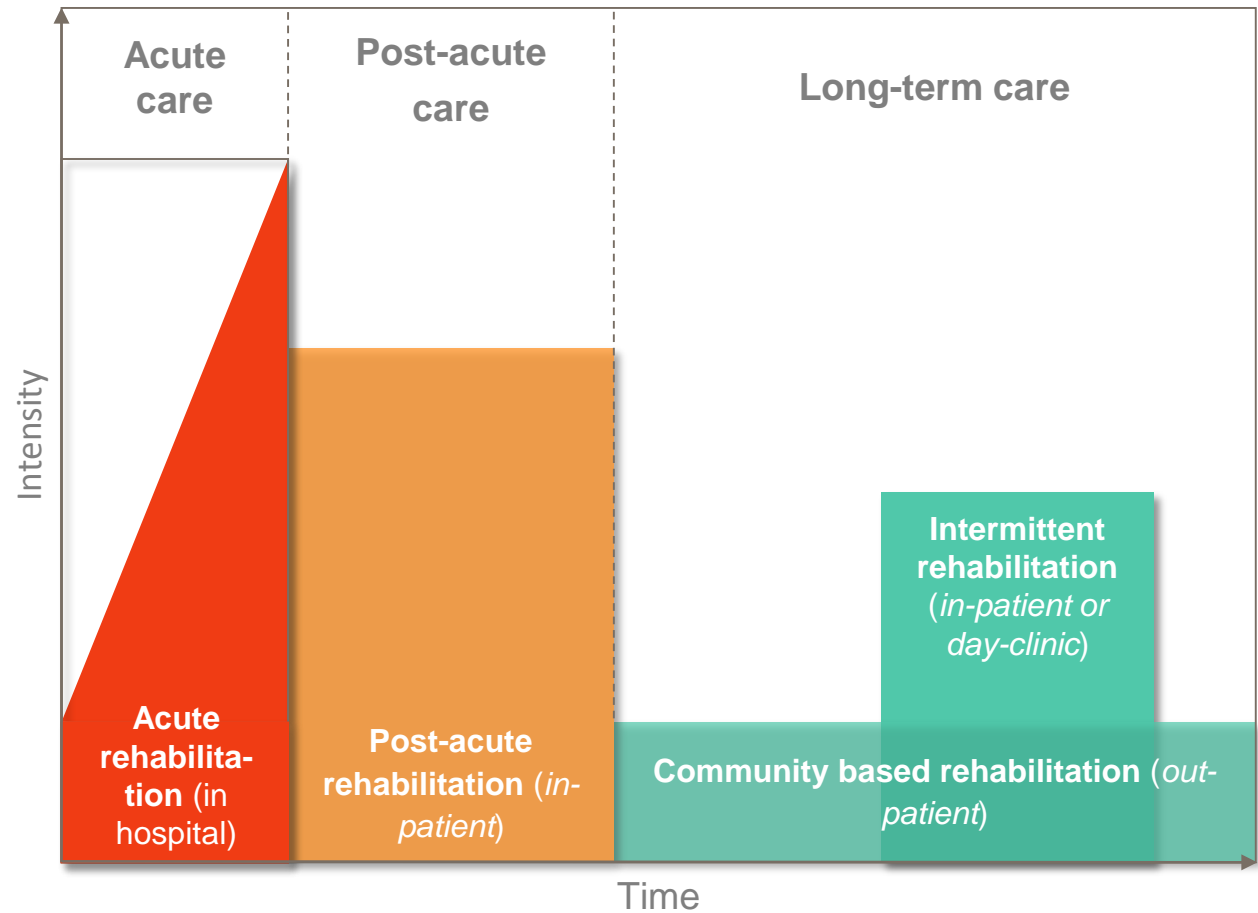 Acute
care
Post-acute
care
Long-term care
Intensity
Acute
rehabilita-
tion (in
hospital)
Post-acute
rehabilitation (in-
patient)
Intermittent
rehabilitation
(in-patient or
day-clinic)
Community based rehabilitation (out-
patient)
Time